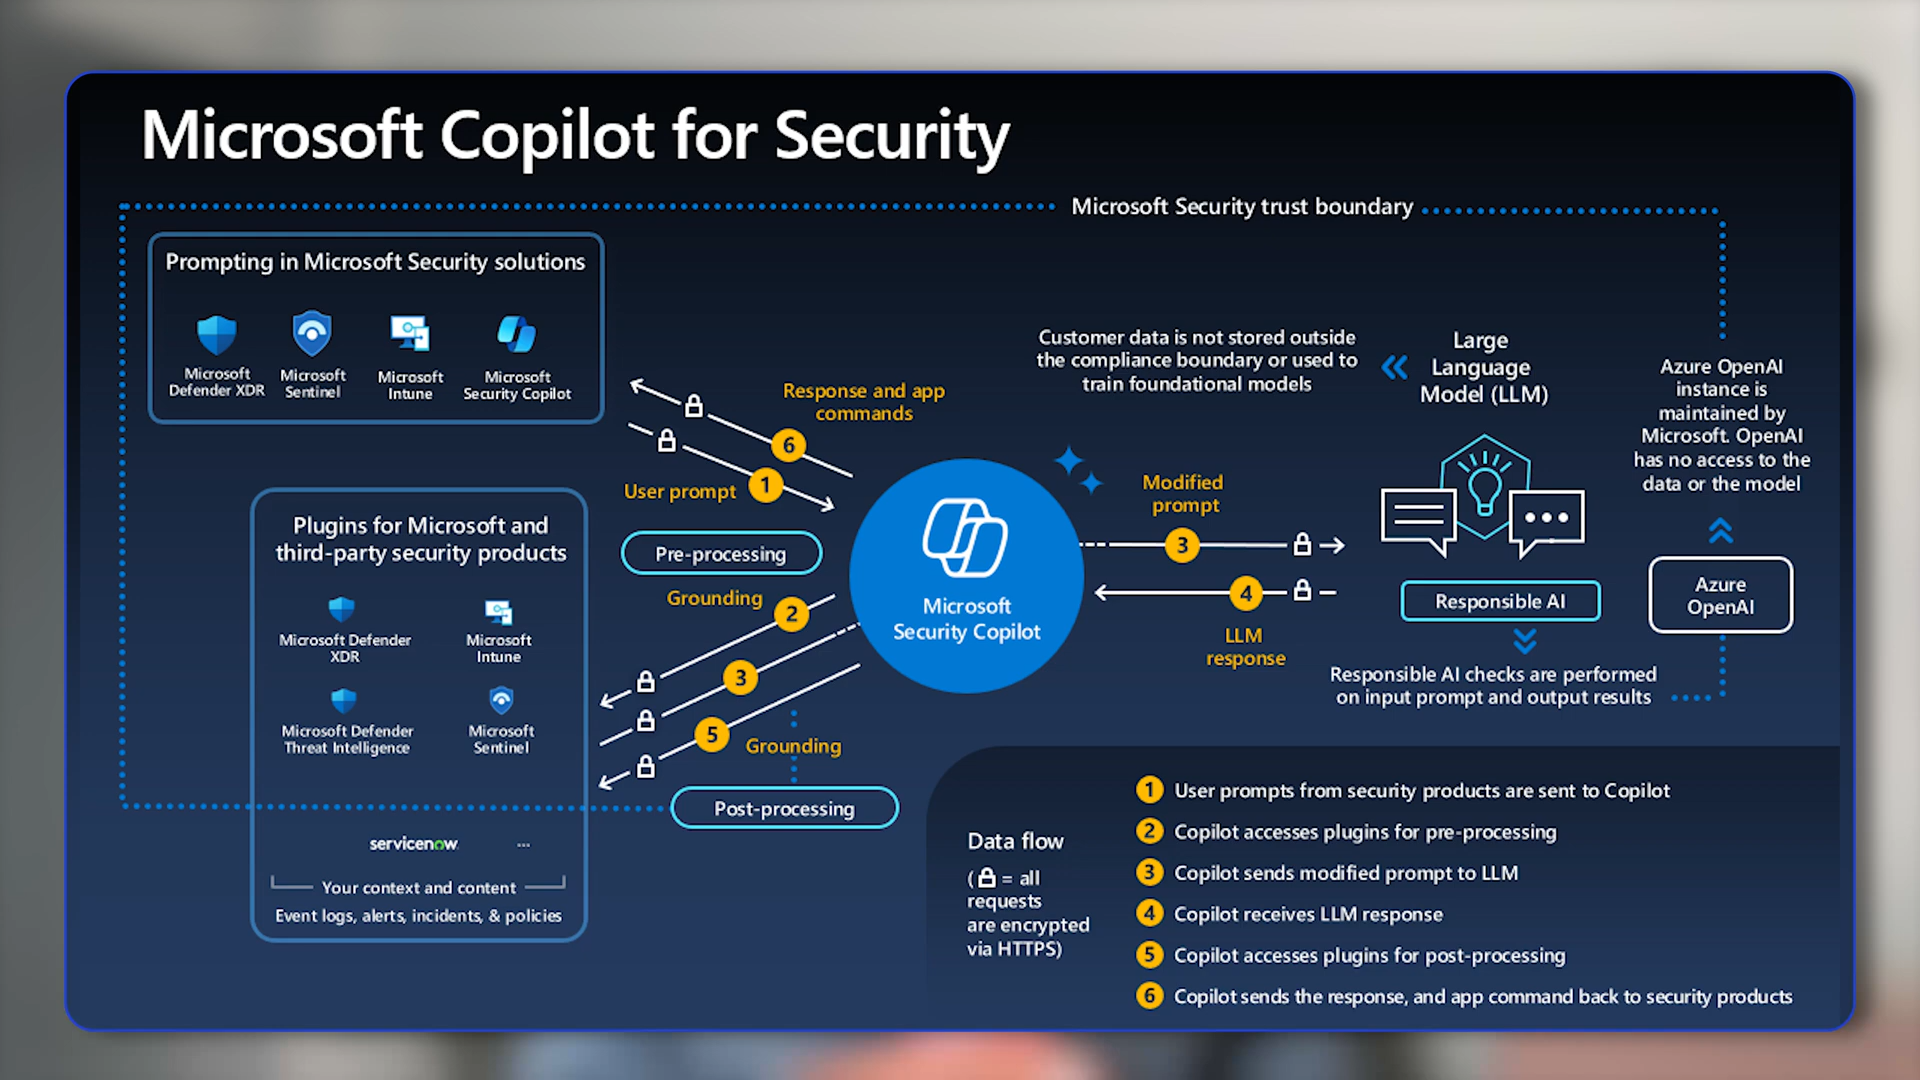 Microsoft Copilot for Security
Microsoft Security trust boundary
Prompting in Microsoft Security solutions
Microsoft
Defender XDR
Microsoft
Sentinel
Microsoft
Intune
Microsoft
Security Copilot
Plugins for Microsoft and
third-party security products
Microsoft Defender
XDR
Microsoft
Intune
Microsoft Defender
Threat Intelligence
Microsoft
Sentinel
servicenow
...
Your context and content
Event logs, alerts, incidents, & policies
Response and app
commands
6
1
User prompt
Pre-processing
Grounding
2
3
5
Grounding
Post-processing
Microsoft
Security Copilot
Customer data is not stored outside
the compliance boundary or used to
train foundational models
Large
Language
Model (LLM)
Modified
prompt
3
4
LLM
response
Responsible AI
Responsible AI checks are performed
on input prompt and output results
Azure OpenAI
instance is
maintained by
Microsoft. OpenAI
has no access to the
data or the model
Azure
OpenAI
Data flow
( = all
requests
are encrypted
via HTTPS)
1 User prompts from security products are sent to Copilot
2 Copilot accesses plugins for pre-processing
3 Copilot sends modified prompt to LLM
4 Copilot receives LLM response
5 Copilot accesses plugins for post-processing
6 Copilot sends the response, and app command back to security products